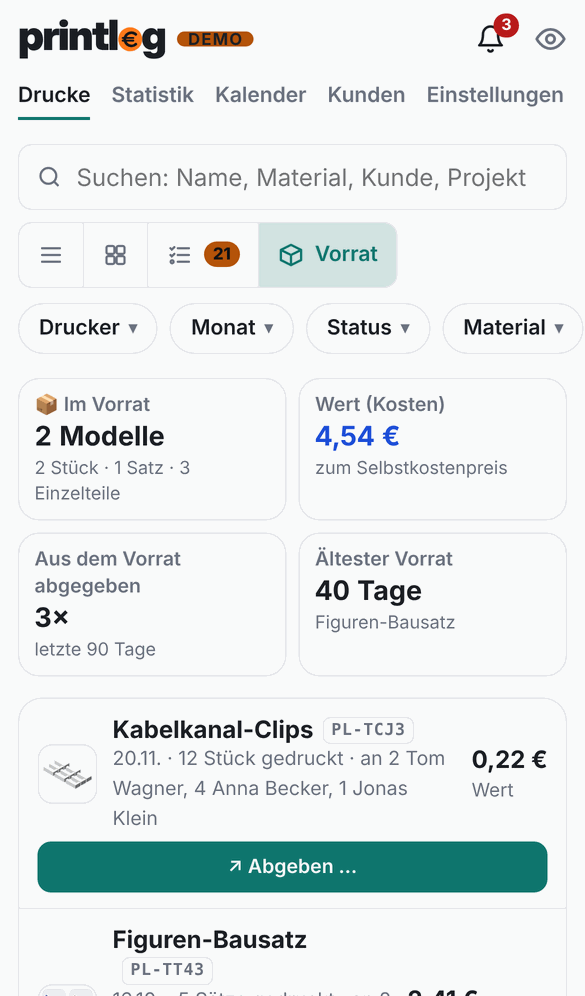 printl€g DEMO 3
Drucke Statistik Kalender Kunden Einstellungen
Suchen: Name, Material, Kunde, Projekt
21 Vorrat
Drucker ▾ Monat ▾ Status ▾ Material ▾
📦 Im Vorrat
2 Modelle
2 Stück · 1 Satz · 3
Einzelteile
Wert (Kosten)
4,54 €
zum Selbstkostenpreis
Aus dem Vorrat
abgegeben
3×
letzte 90 Tage
Ältester Vorrat
40 Tage
Figuren-Bausatz
Kabelkanal-Clips PL-TCJ3
20.11. · 12 Stück gedruckt · an 2 Tom
Wagner, 4 Anna Becker, 1 Jonas
Klein
0,22 €
Wert
↗ Abgeben …
Figuren-Bausatz
PL-TT43